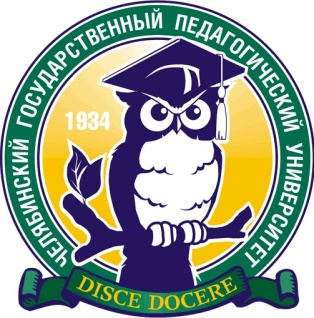 ЧЕЛЯБИНСКИЙ ГОСУДАРСТВЕННЫЙ ПЕДАГОГИЧЕСКИЙ УНИВЕРСИТЕТ
1934
DISCE DOCERE